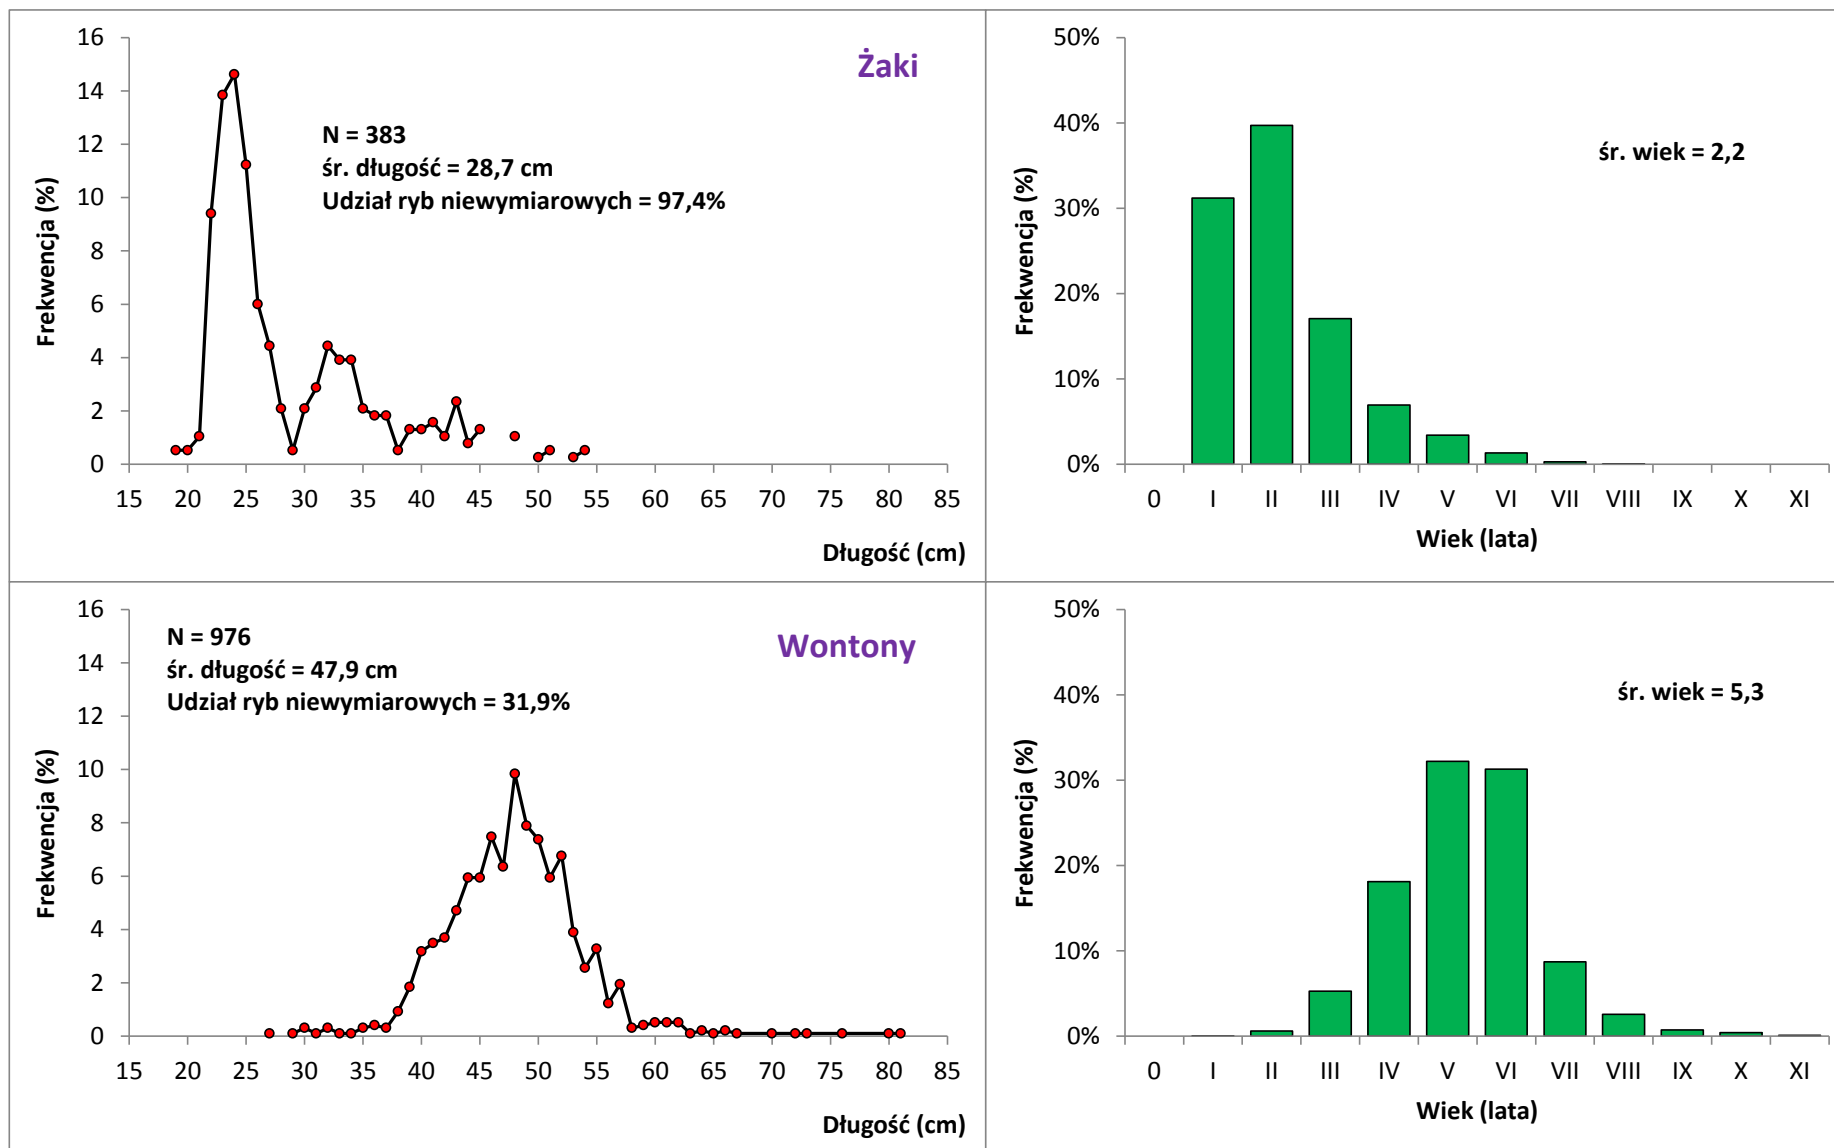 Żaki
N = 383
śr. długość = 28,7 cm
Udział ryb niewymiarowych = 97,4%
Frekwencja (%)
16
14
12
10
8
6
4
2
0
15 20 25 30 35 40 45 50 55 60 65 70 75 80 85
Długość (cm)
śr. wiek = 2,2
Frekwencja (%)
50%
40%
30%
20%
10%
0%
0 I II III IV V VI VII VIII IX X XI
Wiek (lata)
Wontony
N = 976
śr. długość = 47,9 cm
Udział ryb niewymiarowych = 31,9%
Frekwencja (%)
16
14
12
10
8
6
4
2
0
15 20 25 30 35 40 45 50 55 60 65 70 75 80 85
Długość (cm)
śr. wiek = 5,3
Frekwencja (%)
50%
40%
30%
20%
10%
0%
0 I II III IV V VI VII VIII IX X XI
Wiek (lata)